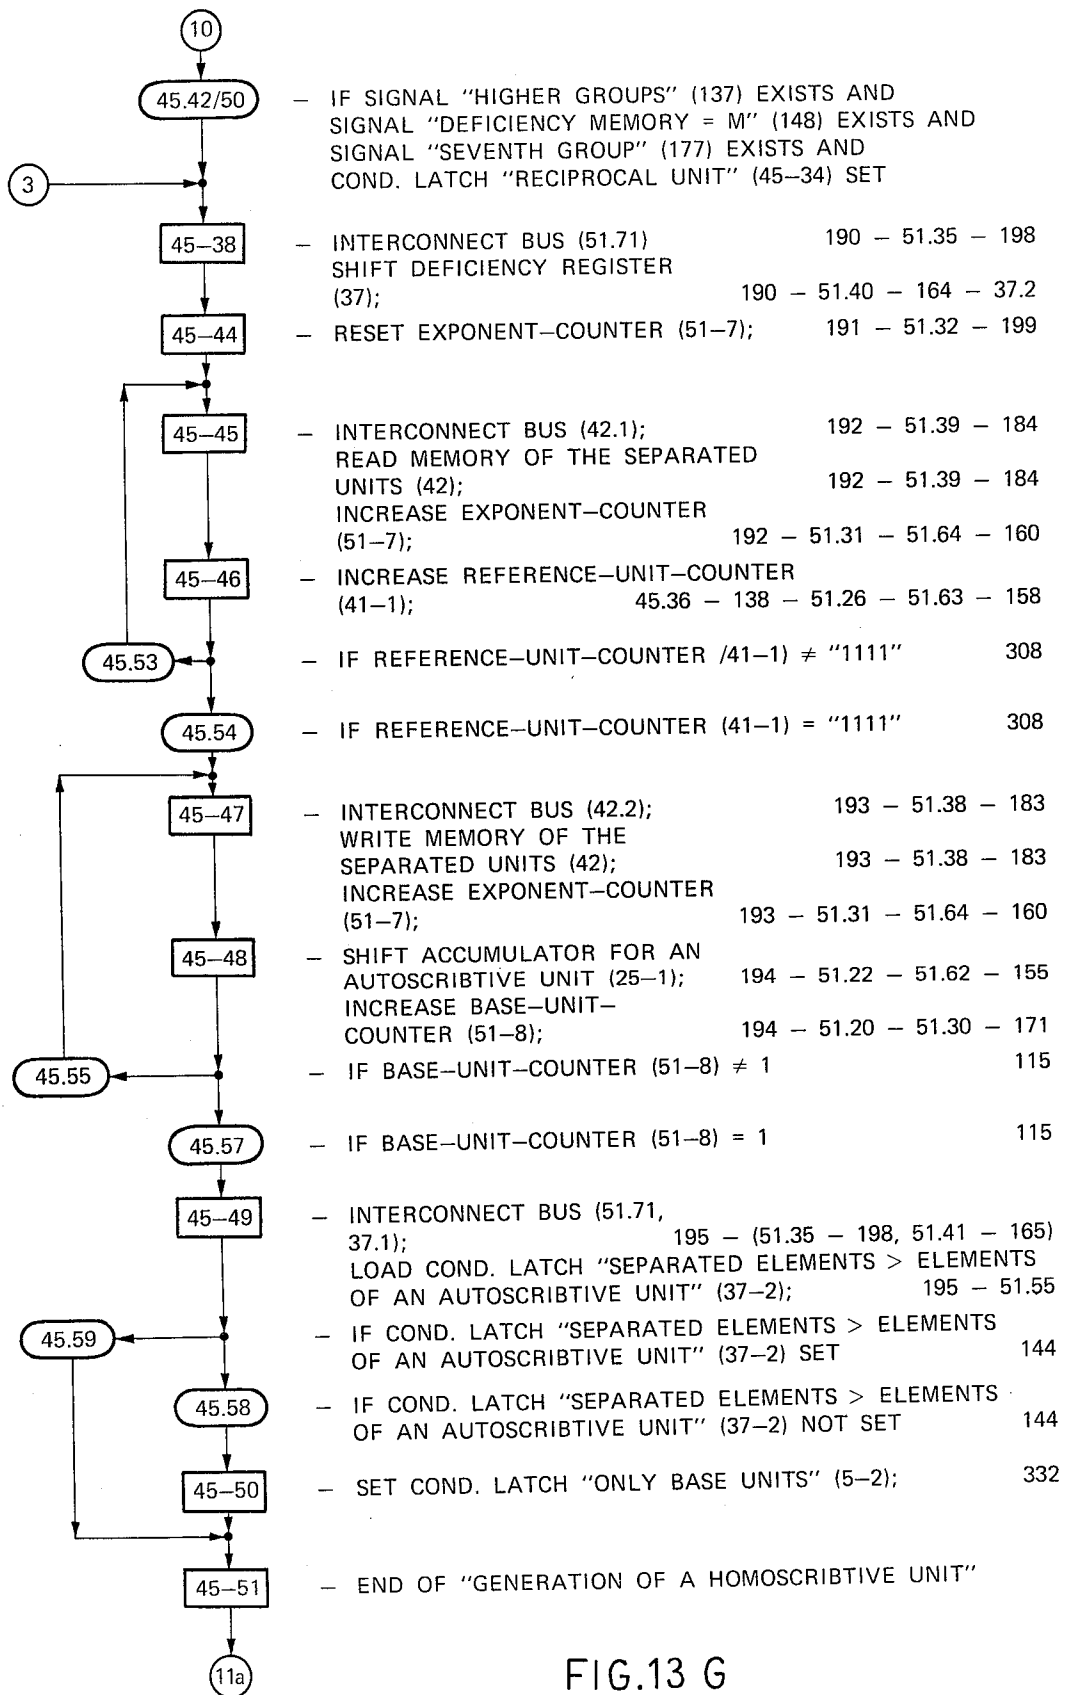 10
45.42/50 – IF SIGNAL "HIGHER GROUPS" (137) EXISTS AND
SIGNAL "DEFICIENCY MEMORY = M" (148) EXISTS AND
SIGNAL "SEVENTH GROUP" (177) EXISTS AND
3 COND. LATCH "RECIPROCAL UNIT" (45–34) SET
45–38 – INTERCONNECT BUS (51.71) 190 – 51.35 – 198
SHIFT DEFICIENCY REGISTER
(37); 190 – 51.40 – 164 – 37.2
45–44 – RESET EXPONENT–COUNTER (51–7); 191 – 51.32 – 199
45–45 – INTERCONNECT BUS (42.1); 192 – 51.39 – 184
READ MEMORY OF THE SEPARATED
UNITS (42); 192 – 51.39 – 184
INCREASE EXPONENT–COUNTER
(51–7); 192 – 51.31 – 51.64 – 160
45–46 – INCREASE REFERENCE–UNIT–COUNTER
(41–1); 45.36 – 138 – 51.26 – 51.63 – 158
45.53 – IF REFERENCE–UNIT–COUNTER /41–1) ≠ "1111" 308
45.54 – IF REFERENCE–UNIT–COUNTER (41–1) = "1111" 308
45–47 – INTERCONNECT BUS (42.2); 193 – 51.38 – 183
WRITE MEMORY OF THE
SEPARATED UNITS (42); 193 – 51.38 – 183
INCREASE EXPONENT–COUNTER
(51–7); 193 – 51.31 – 51.64 – 160
45–48 – SHIFT ACCUMULATOR FOR AN
AUTOSCRIBTIVE UNIT (25–1); 194 – 51.22 – 51.62 – 155
INCREASE BASE–UNIT–
COUNTER (51–8); 194 – 51.20 – 51.30 – 171
45.55 – IF BASE–UNIT–COUNTER (51–8) ≠ 1 115
45.57 – IF BASE–UNIT–COUNTER (51–8) = 1 115
45–49 – INTERCONNECT BUS (51.71,
37.1); 195 – (51.35 – 198, 51.41 – 165)
LOAD COND. LATCH "SEPARATED ELEMENTS > ELEMENTS
OF AN AUTOSCRIBTIVE UNIT" (37–2); 195 – 51.55
45.59 – IF COND. LATCH "SEPARATED ELEMENTS > ELEMENTS
OF AN AUTOSCRIBTIVE UNIT" (37–2) SET 144
45.58 – IF COND. LATCH "SEPARATED ELEMENTS > ELEMENTS
OF AN AUTOSCRIBTIVE UNIT" (37–2) NOT SET 144
45–50 – SET COND. LATCH "ONLY BASE UNITS" (5–2); 332
45–51 – END OF "GENERATION OF A HOMOSCRIBTIVE UNIT"
11a
FIG.13 G